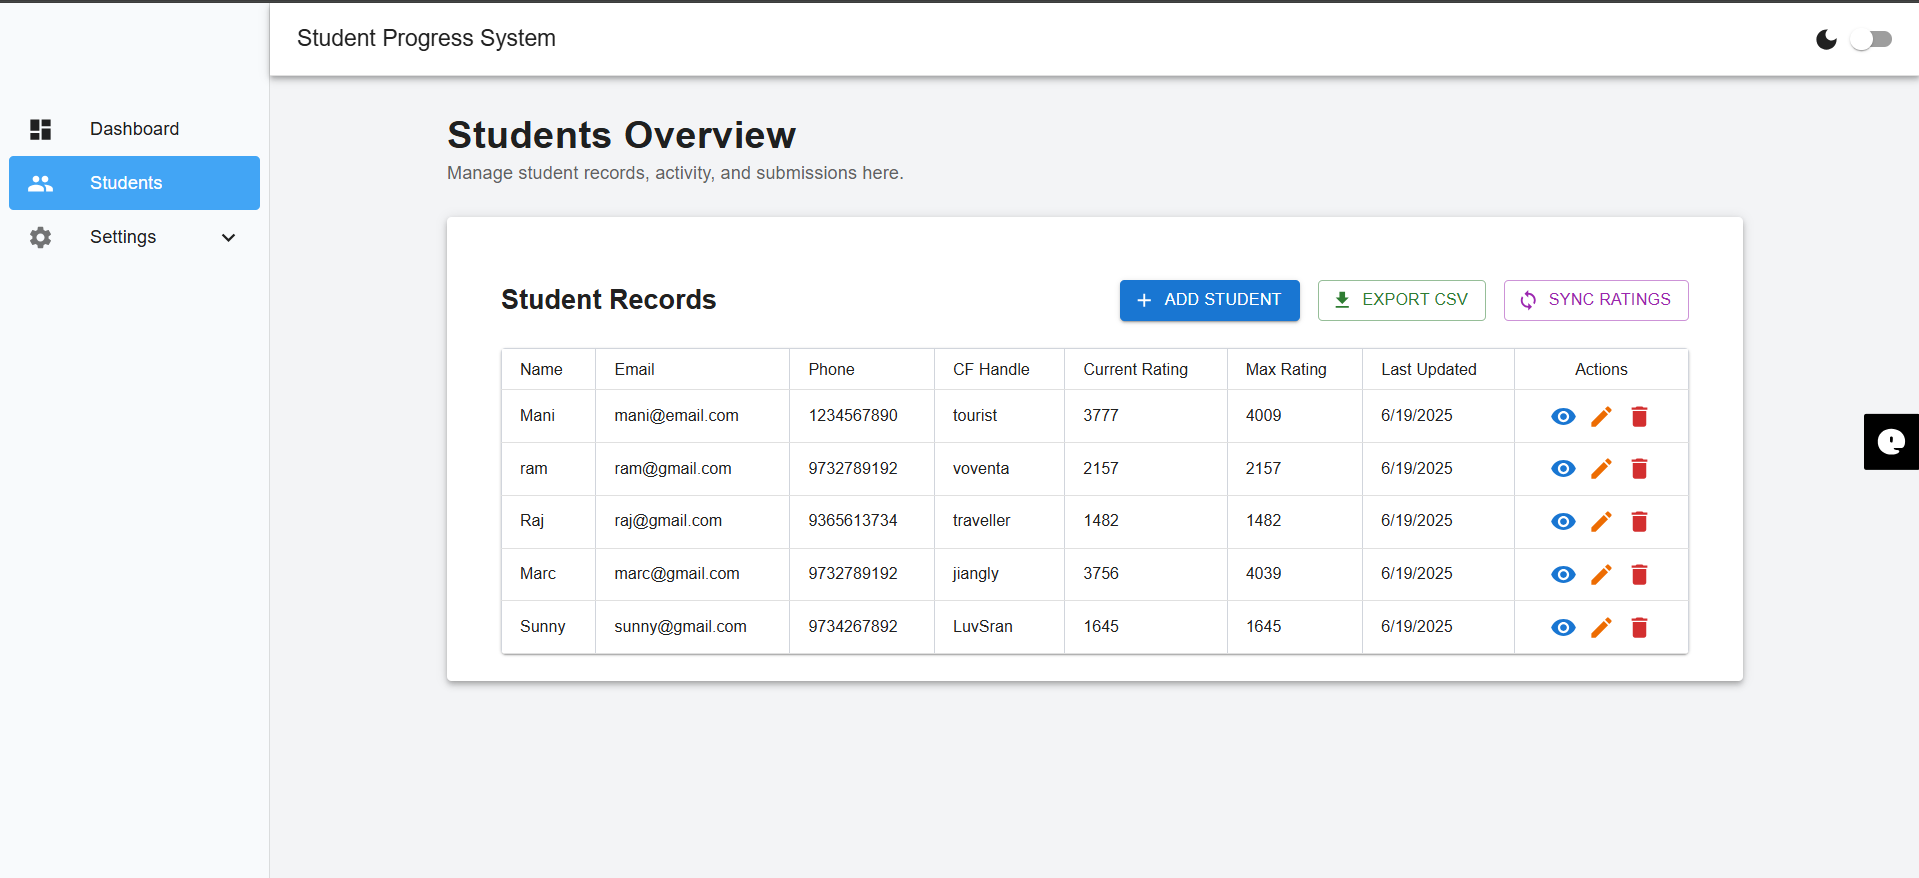 Student Progress System
Dashboard
Students
Settings
Students Overview
Manage student records, activity, and submissions here.
Student Records
ADD STUDENT
EXPORT CSV
SYNC RATINGS
Name Email Phone CF Handle Current Rating Max Rating Last Updated Actions
Mani mani@email.com 1234567890 tourist 3777 4009 6/19/2025
ram ram@gmail.com 9732789192 voventa 2157 2157 6/19/2025
Raj raj@gmail.com 9365613734 traveller 1482 1482 6/19/2025
Marc marc@gmail.com 9732789192 jiangly 3756 4039 6/19/2025
Sunny sunny@gmail.com 9734267892 LuvSran 1645 1645 6/19/2025